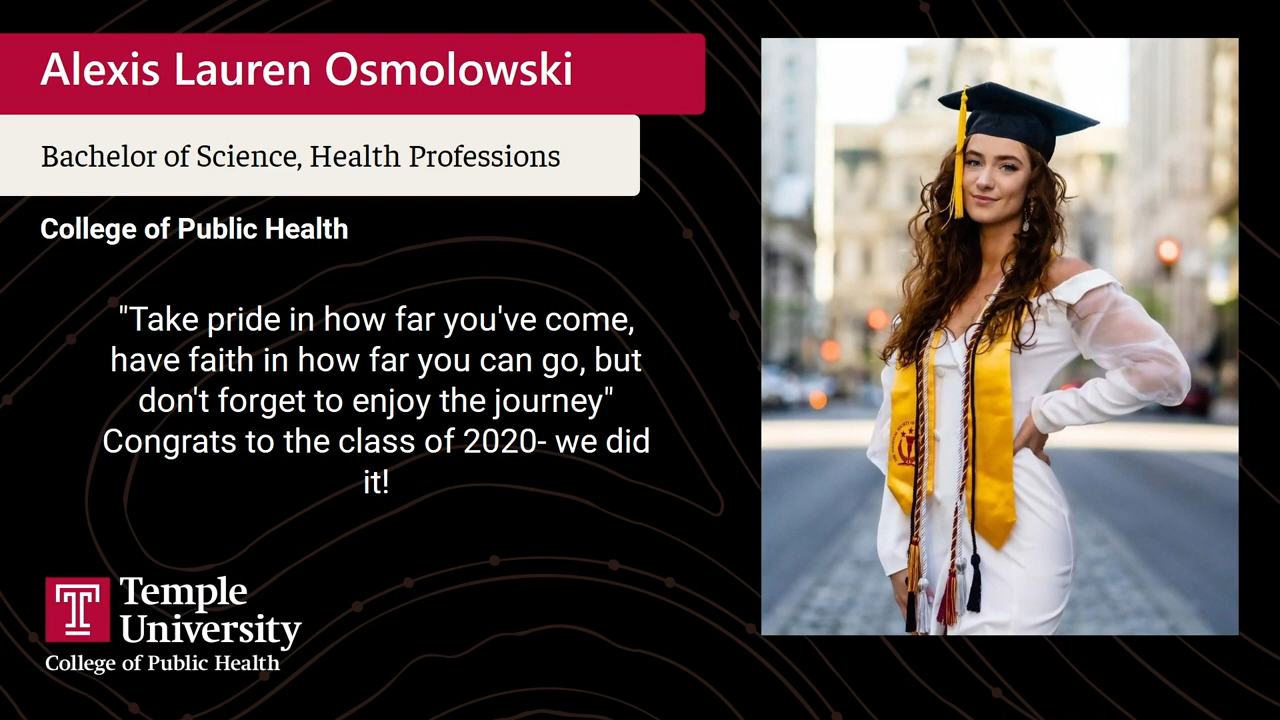 Alexis Lauren Osmolowski
Bachelor of Science, Health Professions
College of Public Health
"Take pride in how far you've come,
have faith in how far you can go, but
don't forget to enjoy the journey"
Congrats to the class of 2020- we did
it!
T
Temple
University
College of Public Health